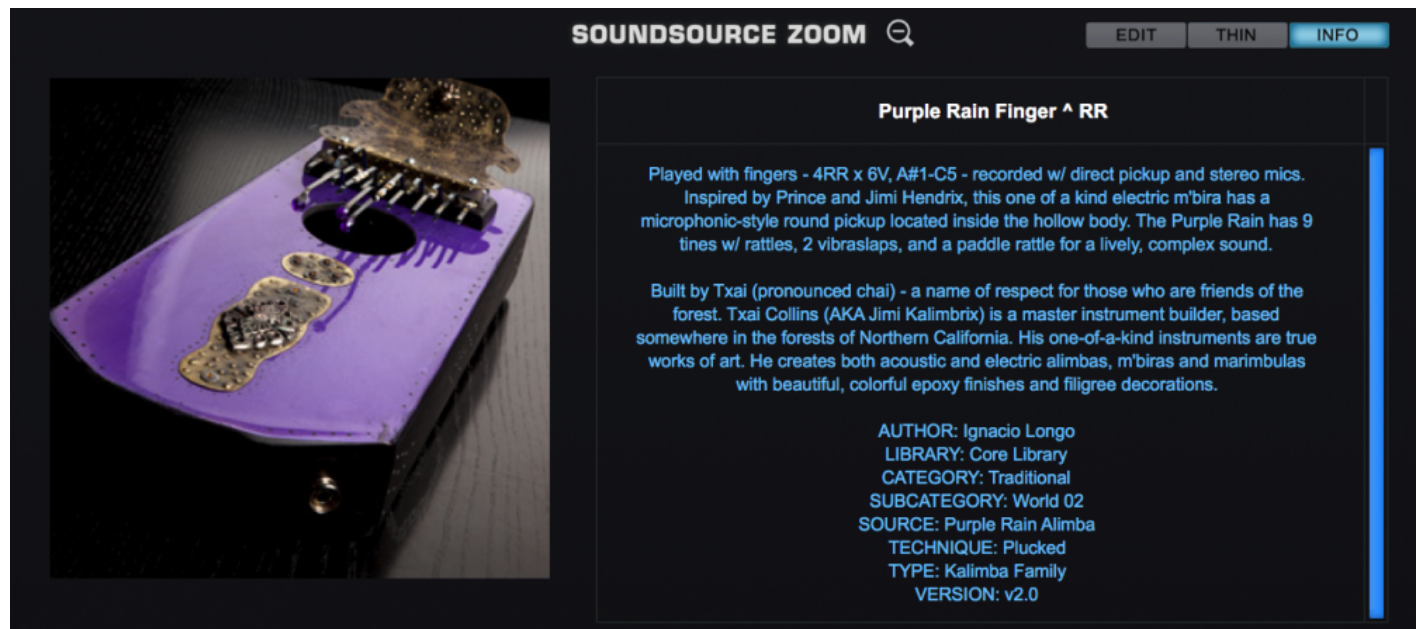 SOUNDSOURCE ZOOM
EDIT THIN INFO
Purple Rain Finger ^ RR
Played with fingers - 4RR x 6V, A#1-C5 - recorded w/ direct pickup and stereo mics.
Inspired by Prince and Jimi Hendrix, this one of a kind electric m'bira has a
microphonic-style round pickup located inside the hollow body. The Purple Rain has 9
tines w/ rattles, 2 vibraslaps, and a paddle rattle for a lively, complex sound.
Built by Txai (pronounced chai) - a name of respect for those who are friends of the
forest. Txai Collins (AKA Jimi Kalimbrix) is a master instrument builder, based
somewhere in the forests of Northern California. His one-of-a-kind instruments are true
works of art. He creates both acoustic and electric alimbas, m'biras and marimbulas
with beautiful, colorful epoxy finishes and filigree decorations.
AUTHOR: Ignacio Longo
LIBRARY: Core Library
CATEGORY: Traditional
SUBCATEGORY: World 02
SOURCE: Purple Rain Alimba
TECHNIQUE: Plucked
TYPE: Kalimba Family
VERSION: v2.0